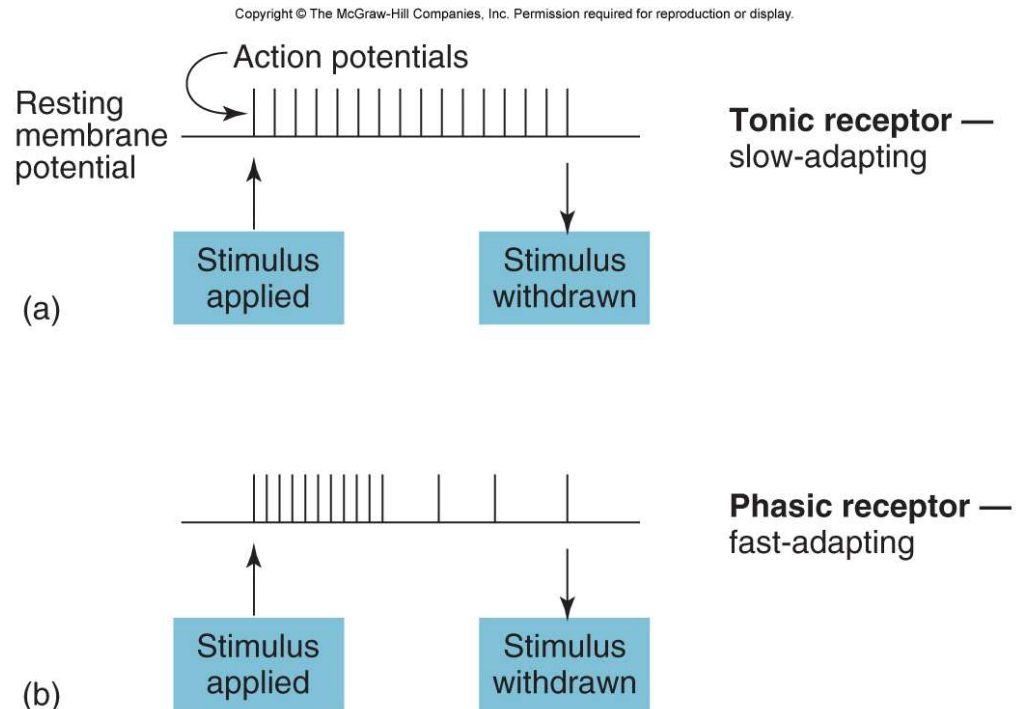 Copyright © The McGraw-Hill Companies, Inc. Permission required for reproduction or display.
Action potentials
Resting
membrane
potential
Tonic receptor —
slow-adapting
Stimulus
applied
Stimulus
withdrawn
(a)
Phasic receptor —
fast-adapting
Stimulus
applied
Stimulus
withdrawn
(b)